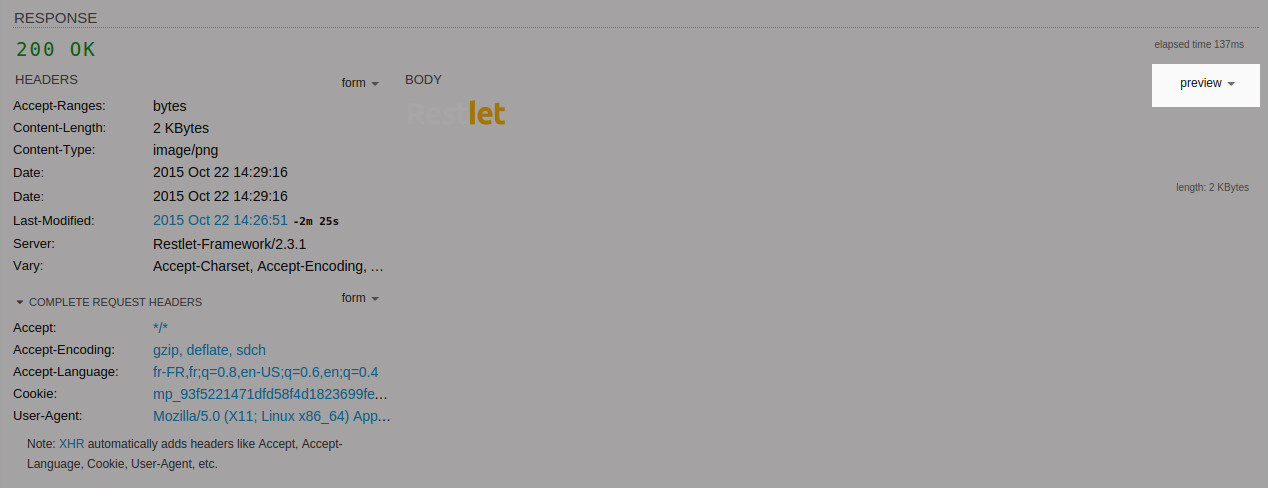 RESPONSE
200 OK
elapsed time 137ms
HEADERS
form
Accept-Ranges: bytes
Content-Length: 2 KBytes
Content-Type: image/png
Date: 2015 Oct 22 14:29:16
Date: 2015 Oct 22 14:29:16
Last-Modified: 2015 Oct 22 14:26:51 -2m 25s
Server: Restlet-Framework/2.3.1
Vary: Accept-Charset, Accept-Encoding, ...
COMPLETE REQUEST HEADERS
form
Accept: */*
Accept-Encoding: gzip, deflate, sdch
Accept-Language: fr-FR,fr;q=0.8,en-US;q=0.6,en;q=0.4
Cookie: mp_93f5221471dfd58f4d1823699fe...
User-Agent: Mozilla/5.0 (X11; Linux x86_64) App...
Note: XHR automatically adds headers like Accept, Accept-
Language, Cookie, User-Agent, etc.
BODY
preview
Restlet
length: 2 KBytes